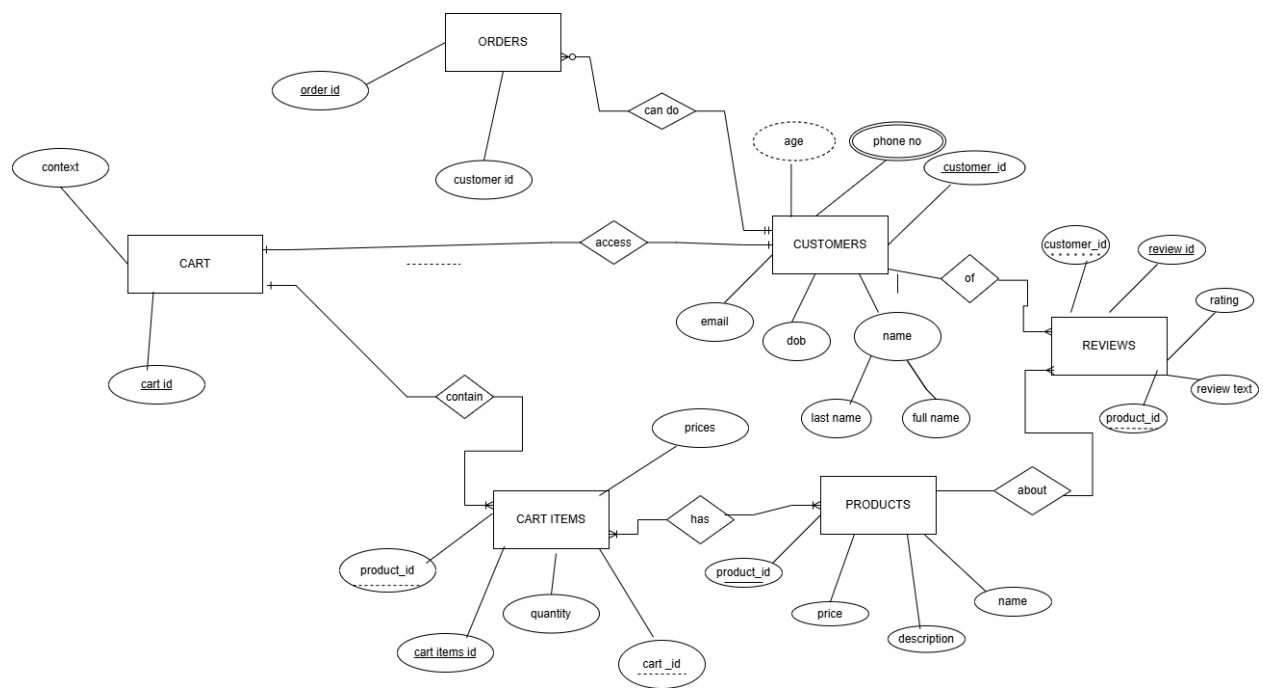 ORDERS
order id
can do
age
phone no
context
customer id
customer_id
CART
access
CUSTOMERS
customer_id
review id
of
email
dob
name
rating
REVIEWS
cart id
contain
last name
full name
review text
product_id
prices
about
CART ITEMS
has
PRODUCTS
product_id
product_id
quantity
price
name
cart items id
cart _id
description